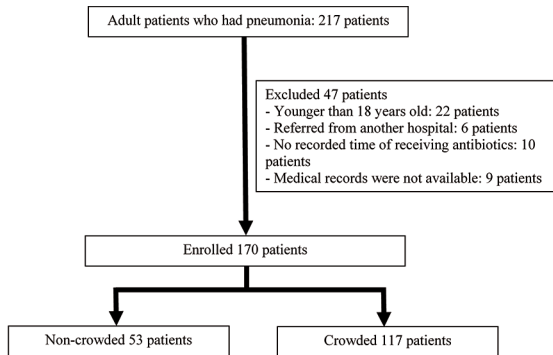 Adult patients who had pneumonia: 217 patients
Excluded 47 patients
- Younger than 18 years old: 22 patients
- Referred from another hospital: 6 patients
- No recorded time of receiving antibiotics: 10
patients
- Medical records were not available: 9 patients
Enrolled 170 patients
Non-crowded 53 patients
Crowded 117 patients